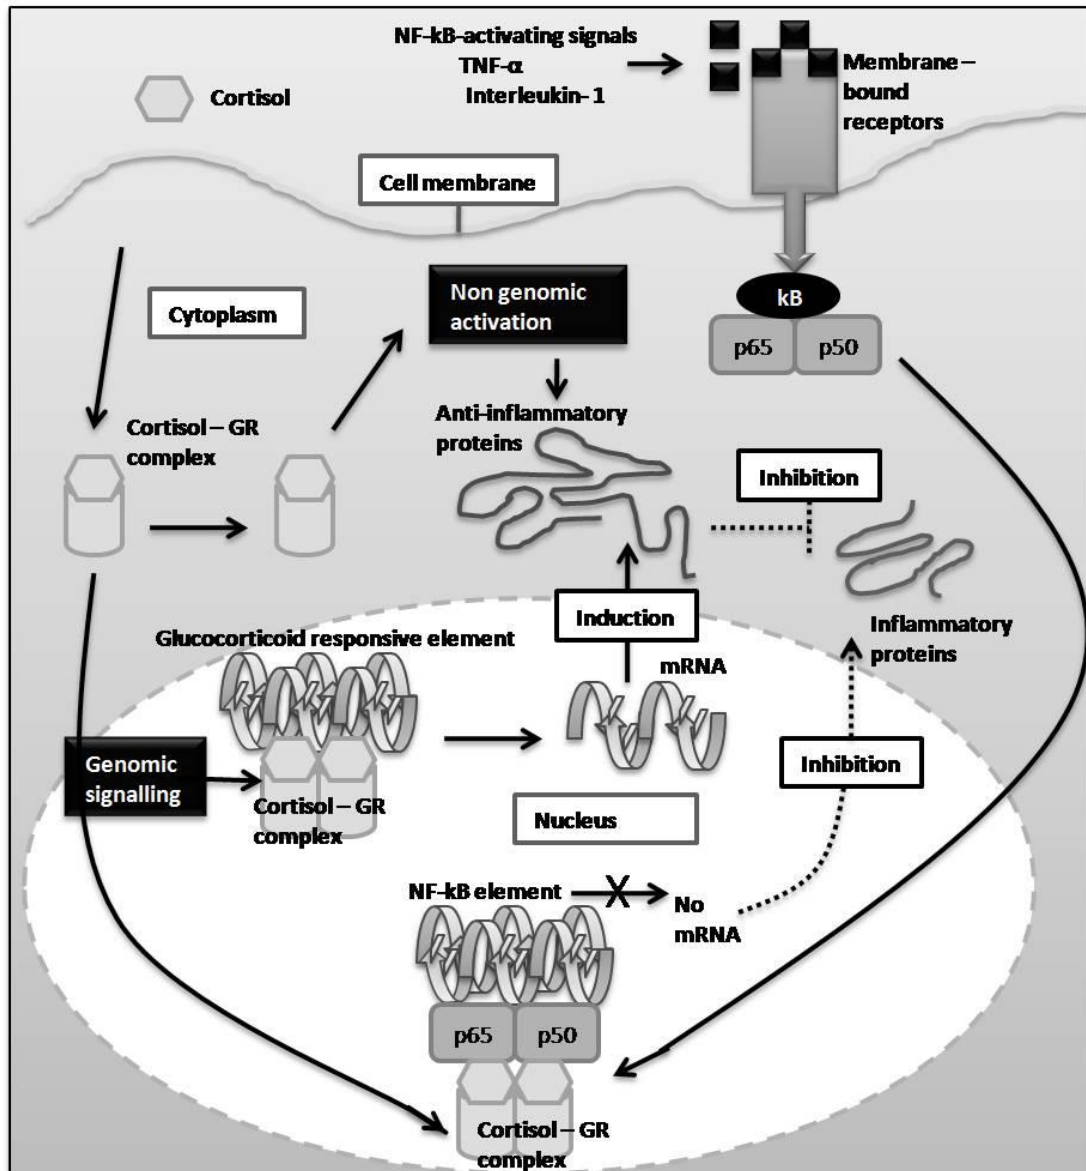 NF-kB-activating signals
TNF-α
Interleukin- 1
Membrane –
bound
receptors
Cortisol
Cell membrane
kB
p65
p50
Non genomic
activation
Cytoplasm
Cortisol – GR
complex
Anti-inflammatory
proteins
Inhibition
Induction
Inflammatory
proteins
Glucocorticoid responsive element
mRNA
Genomic
signalling
Inhibition
Cortisol – GR
complex
Nucleus
NF-kB element
X
No
mRNA
p65
p50
Cortisol – GR
complex